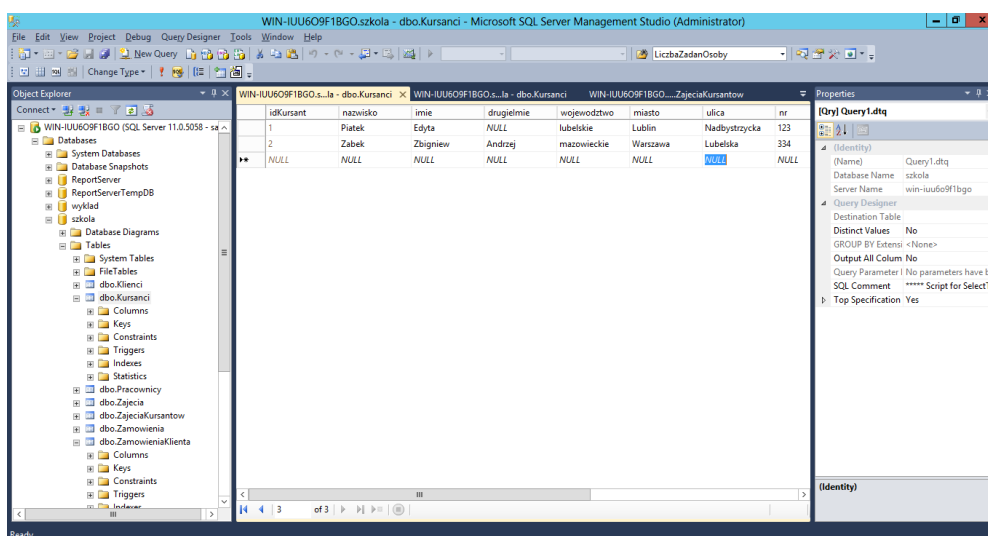 WIN-IUU6O9F1BGO.szkola - dbo.Kursanci - Microsoft SQL Server Management Studio (Administrator)
File Edit View Project Debug Query Designer Tools Window Help
New Query LiczbaZadanOsoby
Change Type
Object Explorer
Connect
WIN-IUU6O9F1BGO (SQL Server 11.0.5058 - sa
Databases
System Databases
Database Snapshots
ReportServer
ReportServerTempDB
wyklad
szkola
Database Diagrams
Tables
System Tables
FileTables
dbo.Klienci
dbo.Kursanci
Columns
Keys
Constraints
Triggers
Indexes
Statistics
dbo.Pracownicy
dbo.Zajecia
dbo.ZajeciaKursantow
dbo.Zamowienia
dbo.ZamowieniaKlienta
Columns
Keys
Constraints
Triggers
Indexes
WIN-IUU6O9F1BGO.s...la - dbo.Kursanci WIN-IUU6O9F1BGO.s...la - dbo.Kursanci WIN-IUU6O9F1BGO.....ZajeciaKursantow
idKursant nazwisko imie drugieImie wojewodztwo miasto ulica nr
1 Piatek Edyta NULL lubelskie Lublin Nadbystrzycka 123
2 Zabek Zbigniew Andrzej mazowieckie Warszawa Lubelska 334
NULL NULL NULL NULL NULL NULL NULL NULL
3 of 3
Properties
[Qry] Query1.dtq
(Identity)
(Name) Query1.dtq
Database Name szkola
Server Name win-iuu6o9f1bgo
Query Designer
Destination Table
Distinct Values No
GROUP BY Extensi <None>
Output All Colum No
Query Parameter l No parameters have b
SQL Comment ***** Script for SelectT
Top Specification Yes
(Identity)
Ready